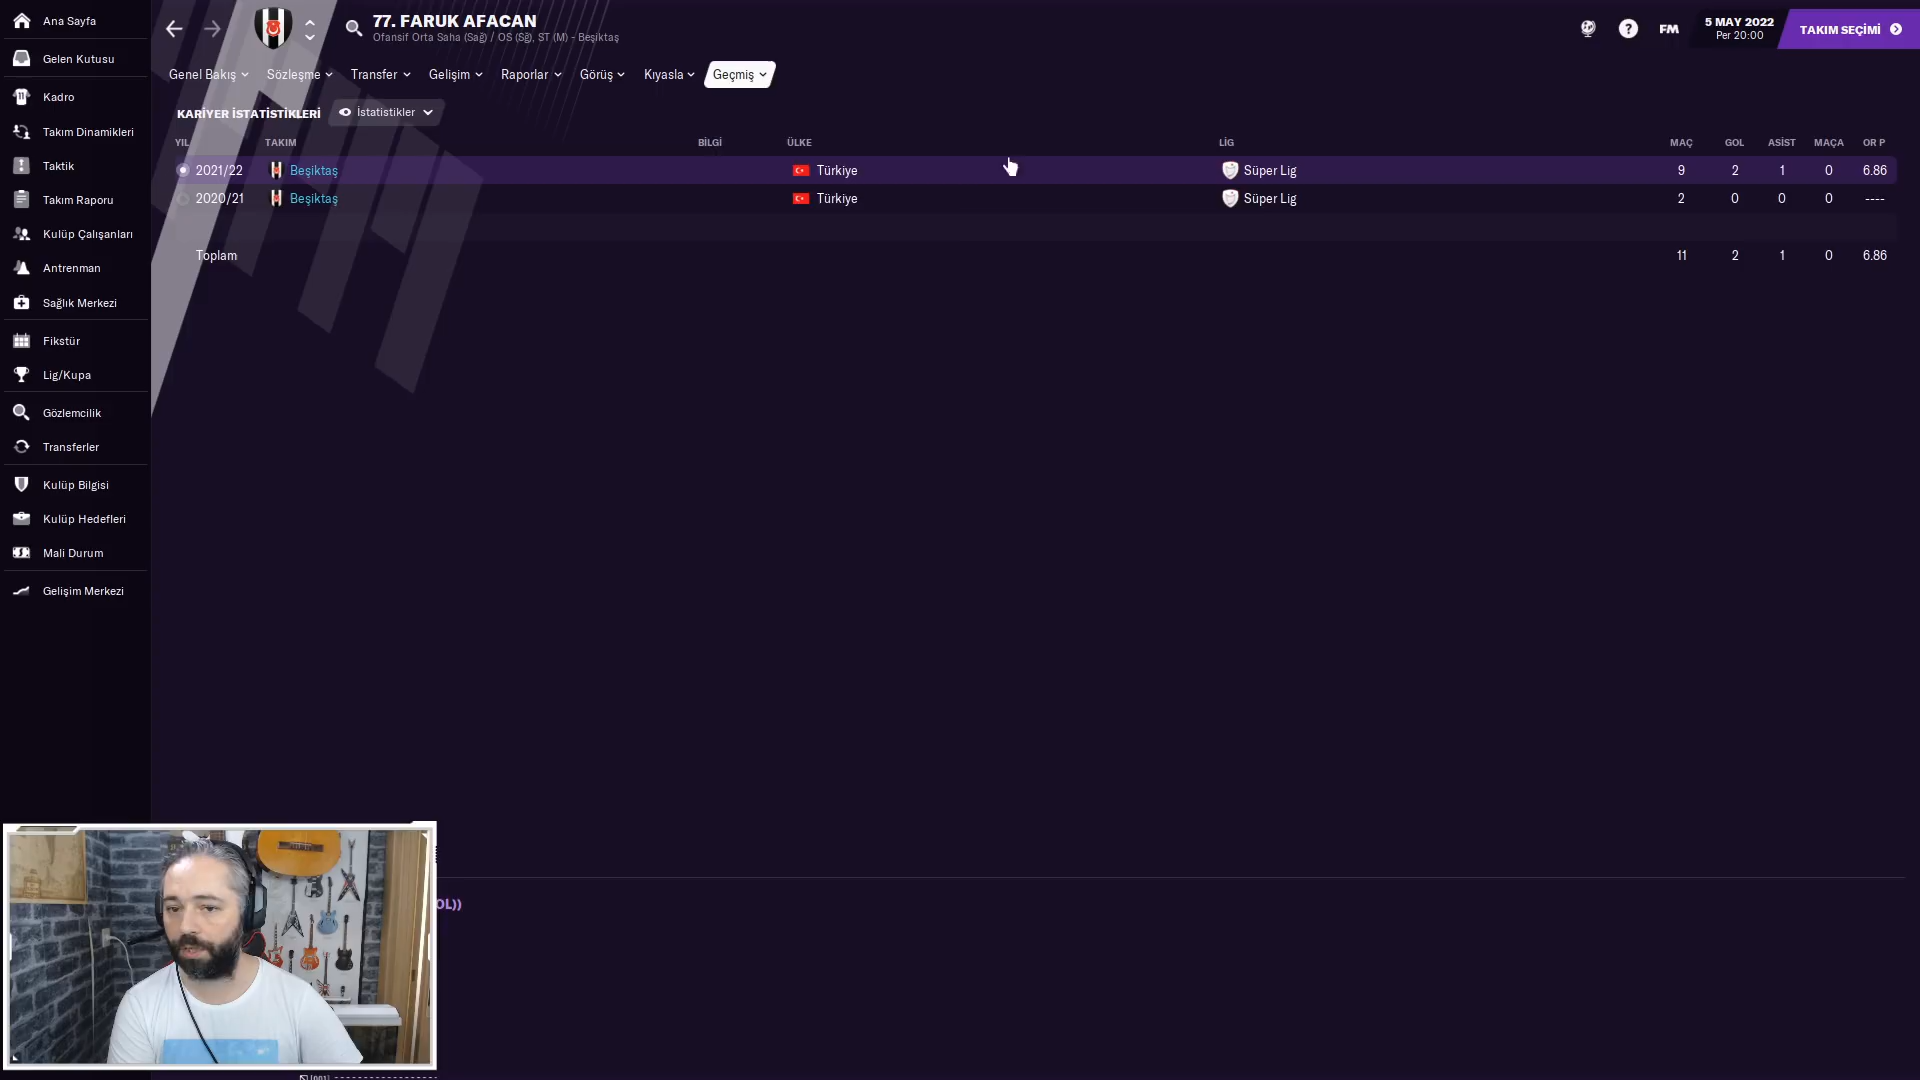 Ana Sayfa
Gelen Kutusu
Kadro
Takım Dinamikleri
Taktik
Takım Raporu
Kulüp Çalışanları
Antrenman
Sağlık Merkezi
Fikstür
Lig/Kupa
Gözlemcilik
Transferler
Kulüp Bilgisi
Kulüp Hedefleri
Mali Durum
Gelişim Merkezi
77. FARUK AFACAN
Ofansif Orta Saha (Sağ) / OS (Sğ), ST (M) - Beşiktaş
FM
5 MAY 2022
Per 20:00
TAKIM SEÇİMİ
Genel Bakış Sözleşme Transfer Gelişim Raporlar Görüş Kıyasla Geçmiş
KARİYER İSTATİSTİKLERİ İstatistikler
YIL TAKIM BİLGİ ÜLKE LİG MAÇ GOL ASİST MAÇA OR P
2021/22 Beşiktaş Türkiye Süper Lig 9 2 1 0 6.86
2020/21 Beşiktaş Türkiye Süper Lig 2 0 0 0 ----
Toplam 11 2 1 0 6.86
OL))